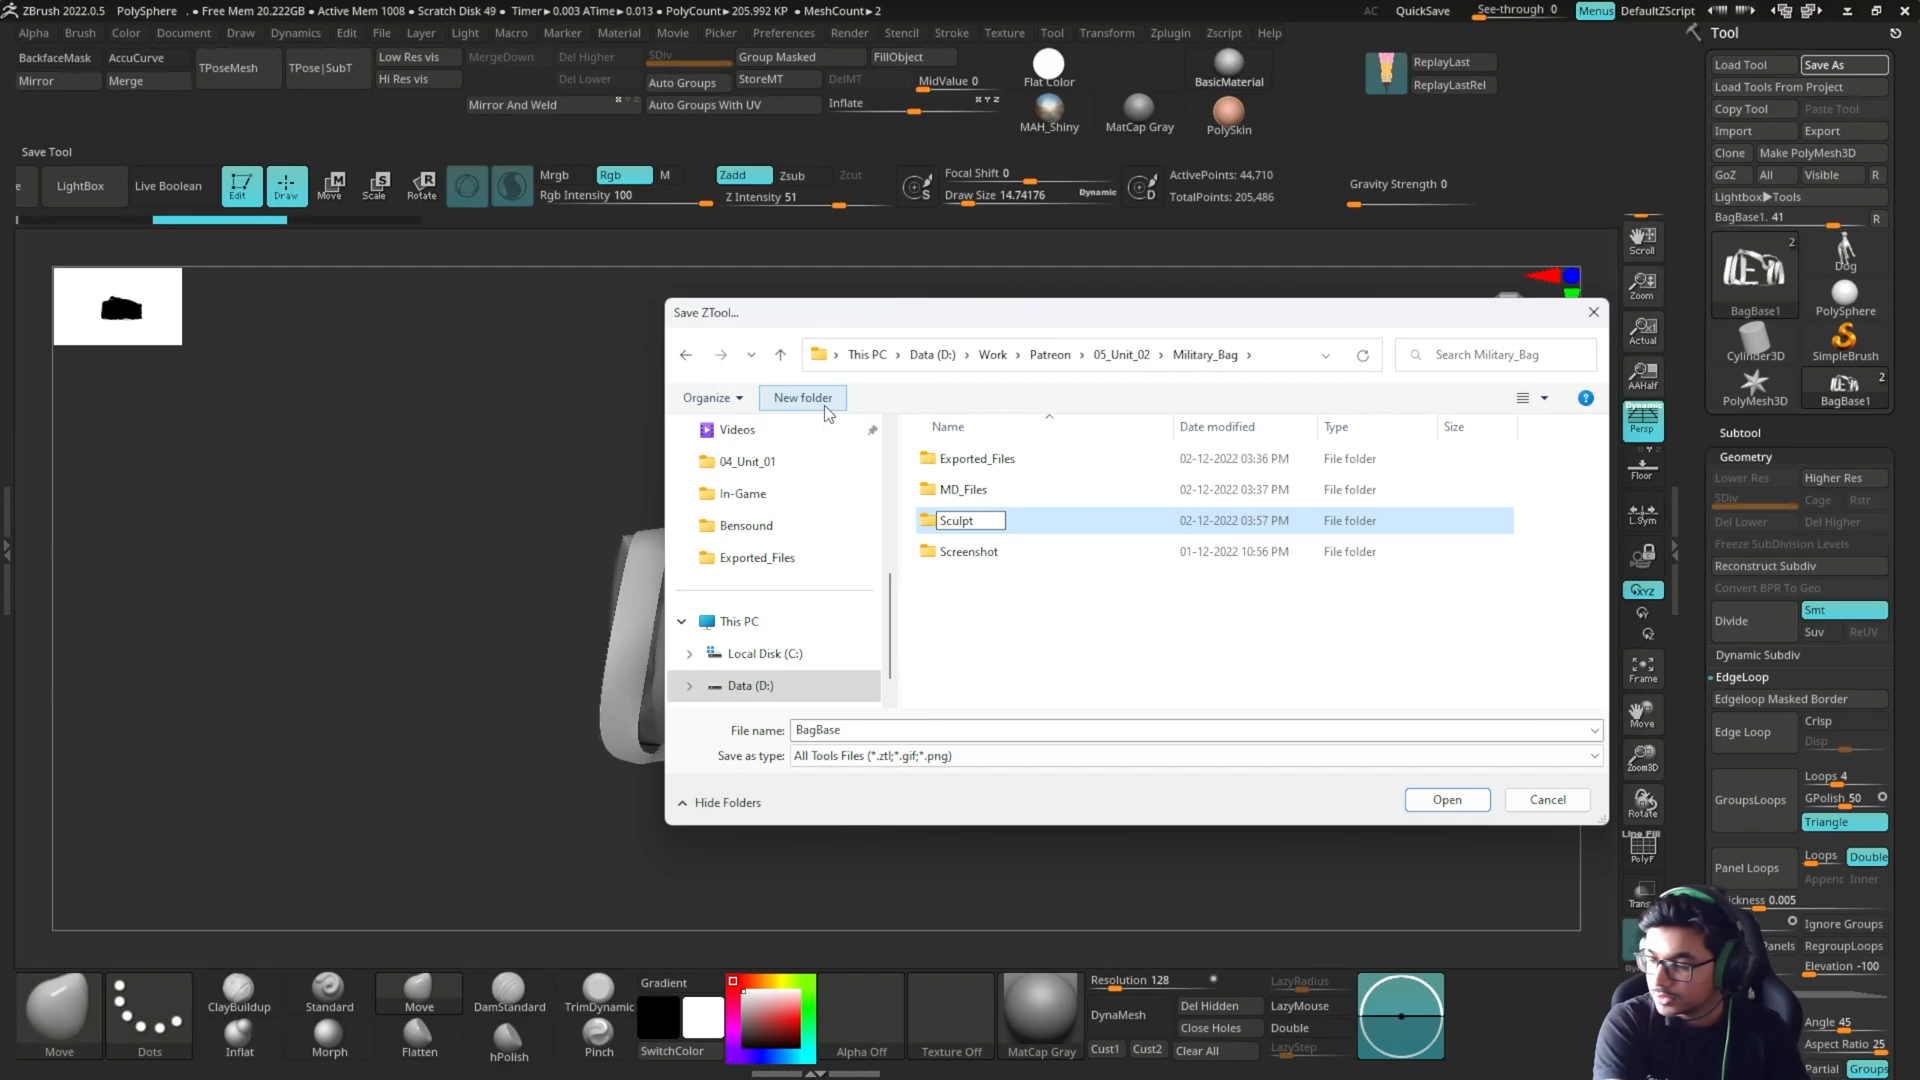 ZBrush 2022.0.5 PolySphere . • Free Mem 20.222GB • Active Mem 1008 • Scratch Disk 49 • Timer▶0.003 ATime▶0.013 • PolyCount▶205.992 KP • MeshCount▶2 AC QuickSave See-through 0 Menus DefaultZScript
Alpha Brush Color Document Draw Dynamics Edit File Layer Light Macro Marker Material Movie Picker Preferences Render Stencil Stroke Texture Tool Transform Zplugin Zscript Help
BackfaceMask AccuCurve TPoseMesh TPose|SubT Low Res vis MergeDown Del Higher SDiv Group Masked FillObject
Mirror Merge Hi Res vis Del Lower Auto Groups StoreMT DelMT MidValue 0
Mirror And Weld Auto Groups With UV Inflate
Flat Color BasicMaterial
MAH_Shiny MatCap Gray PolySkin
ReplayLast
ReplayLastRel
Save Tool
e LightBox Live Boolean Edit Draw Move Scale Rotate
Mrgb Rgb M Zadd Zsub Zcut
Rgb Intensity 100 Z Intensity 51
S Focal Shift 0
Draw Size 14.74176 Dynamic D
ActivePoints: 44,710
TotalPoints: 205,486
Gravity Strength 0
Save ZTool...
This PC Data (D:) Work Patreon 05_Unit_02 Military_Bag Search Military_Bag
Organize New folder
Name Date modified Type Size
Videos
04_Unit_01
In-Game
Bensound
Exported_Files
This PC
Local Disk (C:)
Data (D:)
Exported_Files 02-12-2022 03:36 PM File folder
MD_Files 02-12-2022 03:37 PM File folder
Sculpt 02-12-2022 03:57 PM File folder
Screenshot 01-12-2022 10:56 PM File folder
File name: BagBase
Save as type: All Tools Files (*.ztl;*.gif;*.png)
Hide Folders Open Cancel
Scroll
Zoom
Actual
AAHalf
Dynamic
Persp
Floor
L.Sym
XYZ
Frame
Move
Zoom3D
Rotate
Line Fill
PolyF
Tool
Load Tool Save As
Load Tools From Project
Copy Tool Paste Tool
Import Export
Clone Make PolyMesh3D
GoZ All Visible R
Lightbox▶Tools
BagBase1. 41 R
2
BagBase1 Dog
PolySphere
Cylinder3D SimpleBrush
2
PolyMesh3D BagBase1
Subtool
Geometry
Lower Res Higher Res
SDiv Cage Rstr
Del Lower Del Higher
Freeze SubDivision Levels
Reconstruct Subdiv
Convert BPR To Geo
Divide Smt
Suv ReUV
Dynamic Subdiv
EdgeLoop
Edgeloop Masked Border
Edge Loop Crisp
Disp
GroupsLoops Loops 4
GPolish 50
Triangle
Panel Loops Loops Double
Append Inner
0.005
Ignore Groups
RegroupLoops
Elevation -100
Angle 45
Aspect Ratio 25
Partial Groups
Move Dots
ClayBuildup Standard Move DamStandard TrimDynamic
Inflat Morph Flatten hPolish Pinch
Gradient
SwitchColor
Alpha Off Texture Off MatCap Gray
Resolution 128
DynaMesh
Cust1 Cust2
Del Hidden
Close Holes
Clear All
LazyRadius
LazyMouse
Double
LazyStep